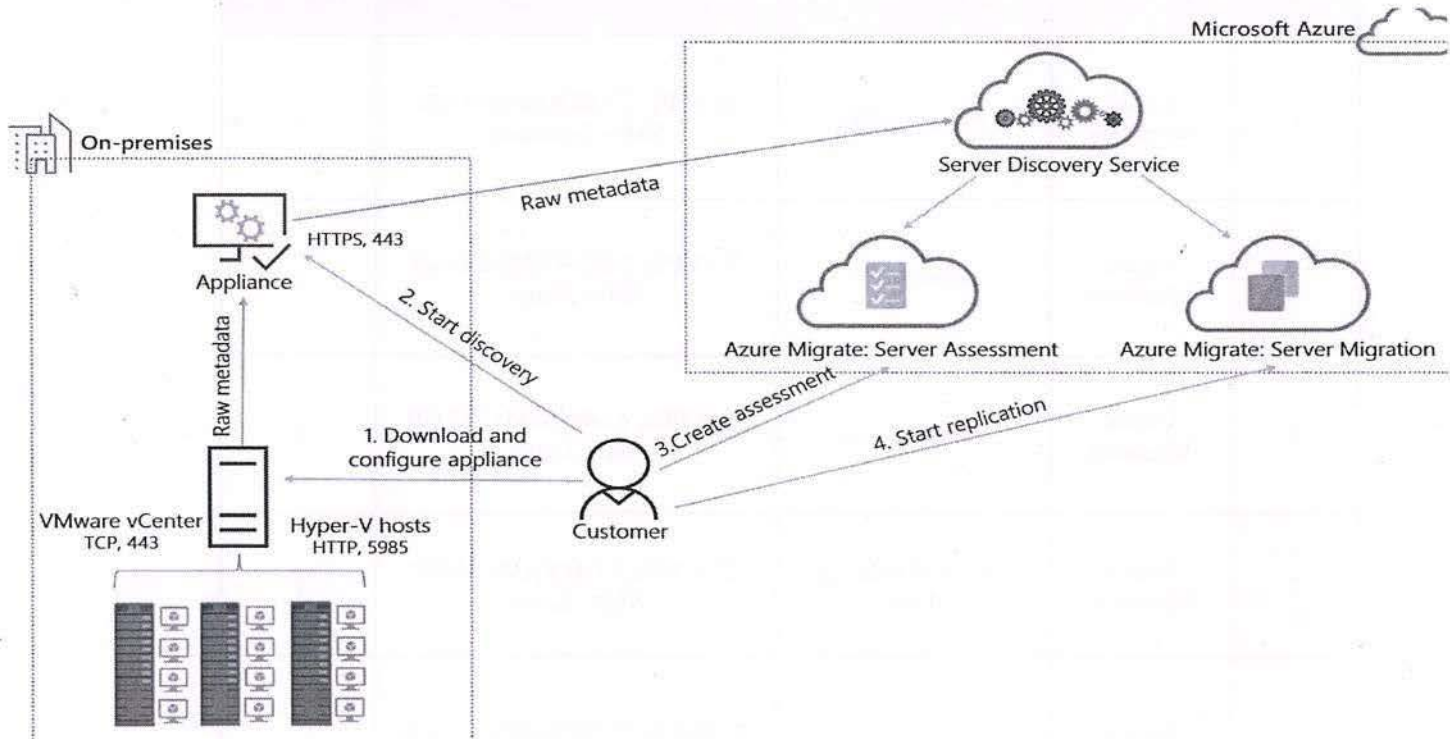 Microsoft Azure
On-premises
Server Discovery Service
Raw metadata
HTTPS, 443
Appliance
2. Start discovery
Raw metadata
Azure Migrate: Server Assessment
Azure Migrate: Server Migration
3.Create assessment
4. Start replication
1. Download and
configure appliance
VMware vCenter
TCP, 443
Hyper-V hosts
HTTP, 5985
Customer